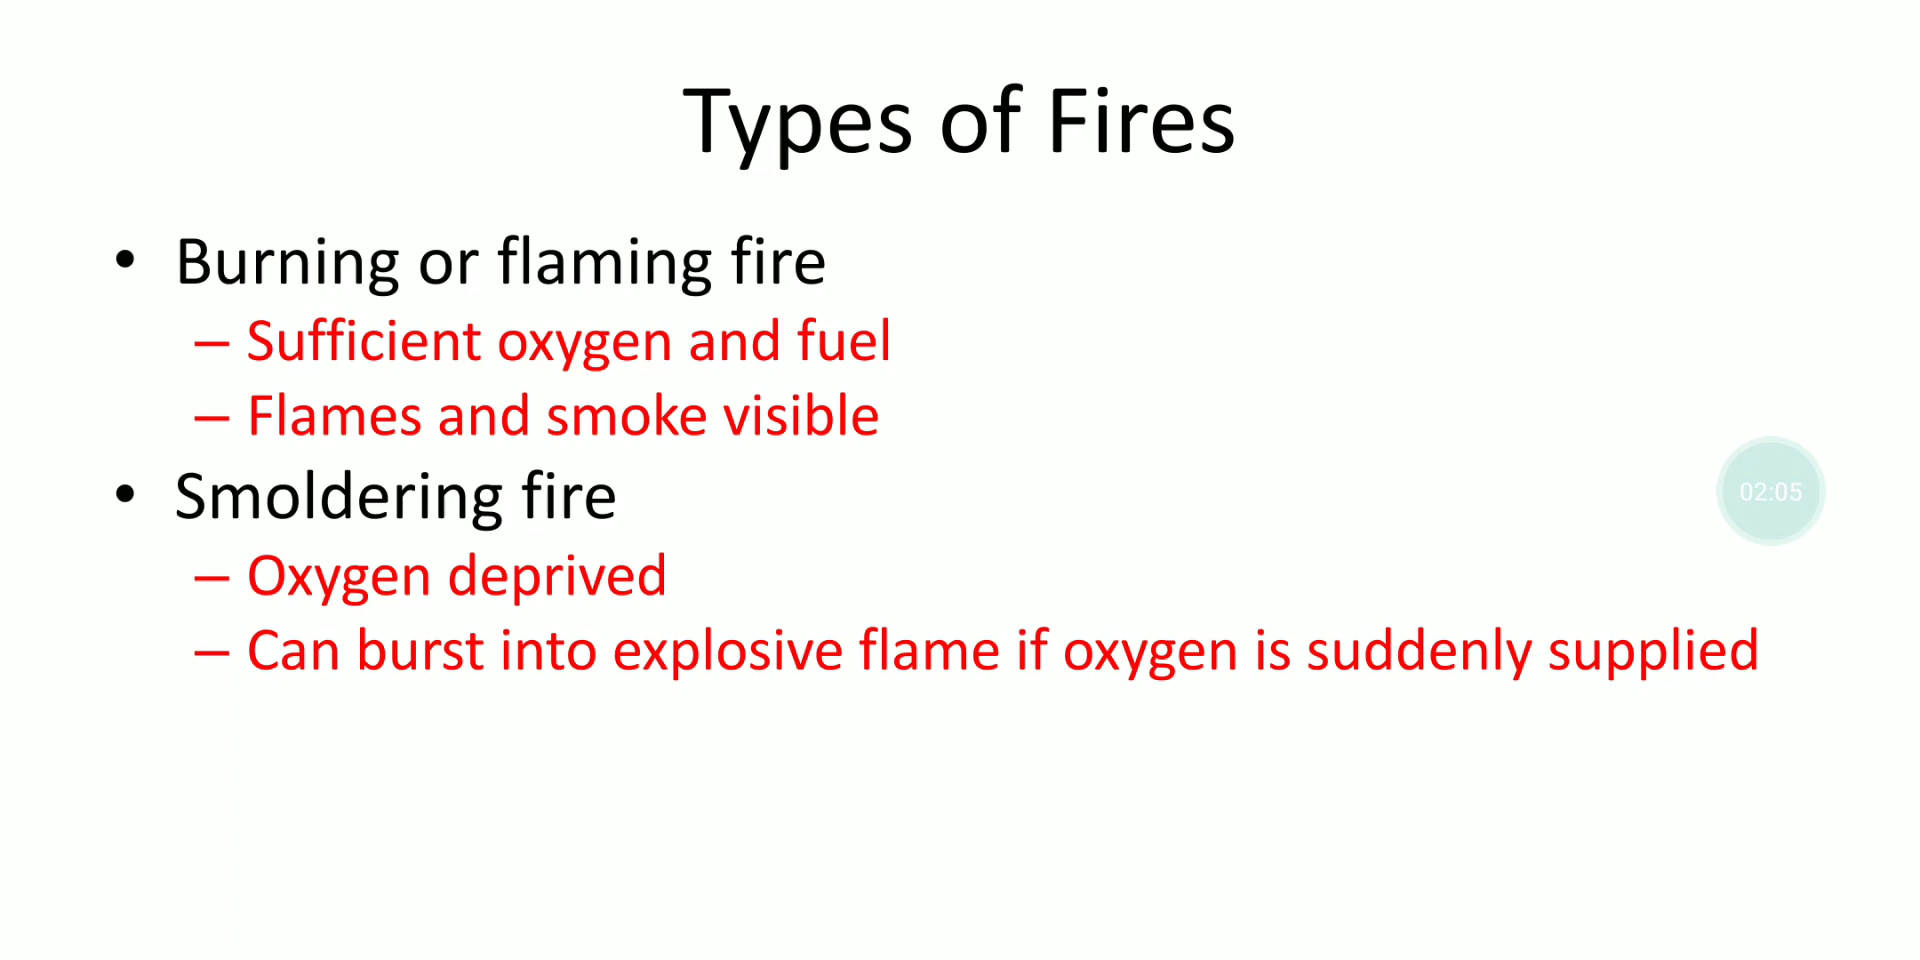 Types of Fires
• Burning or flaming fire
– Sufficient oxygen and fuel
– Flames and smoke visible
• Smoldering fire
– Oxygen deprived
– Can burst into explosive flame if oxygen is suddenly supplied
02:05